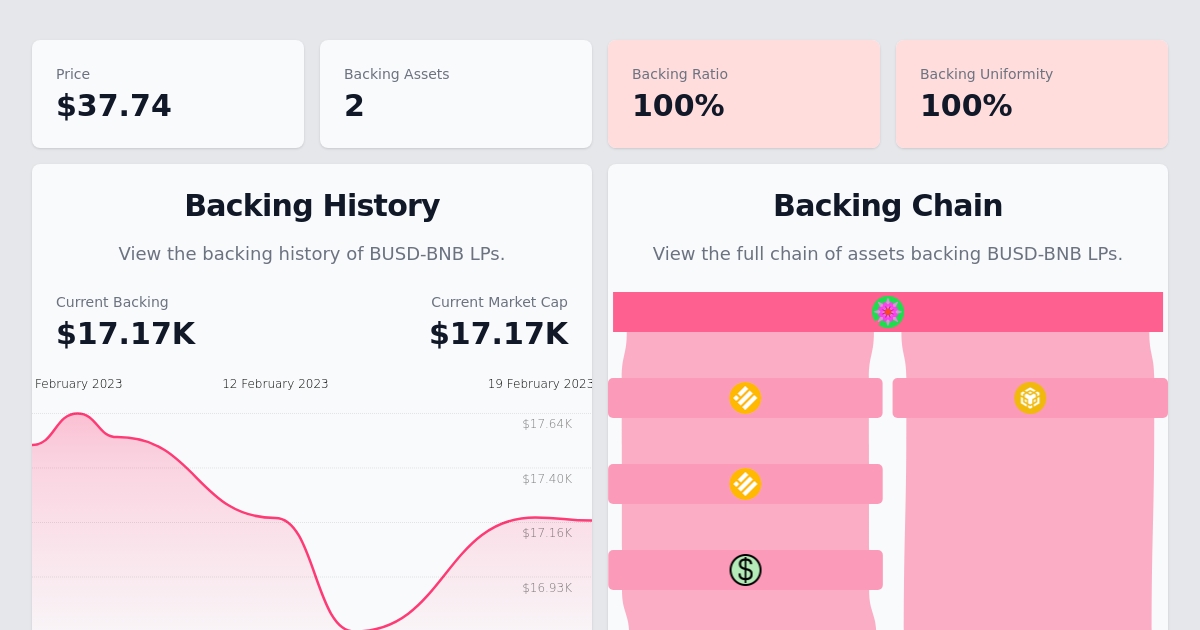 Price
$37.74
Backing Assets
2
Backing Ratio
100%
Backing Uniformity
100%
Backing History
View the backing history of BUSD-BNB LPs.
Current Backing
$17.17K
Current Market Cap
$17.17K
February 2023
12 February 2023
19 February 2023
$17.64K
$17.40K
$17.16K
$16.93K
Backing Chain
View the full chain of assets backing BUSD-BNB LPs.
$